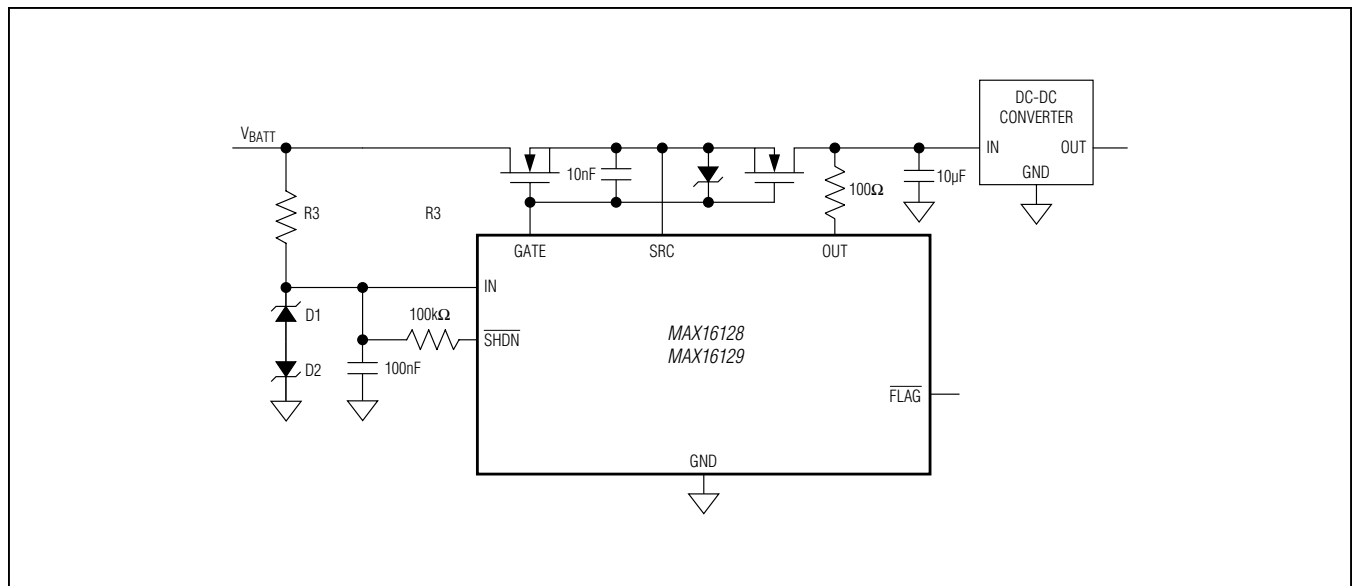 DC-DC
CONVERTER
IN
OUT
GND
VBATT
10nF
100Ω
10µF
R3
R3
GATE
SRC
OUT
IN
D1
100kΩ
SHDN
MAX16128
MAX16129
D2
100nF
FLAG
GND